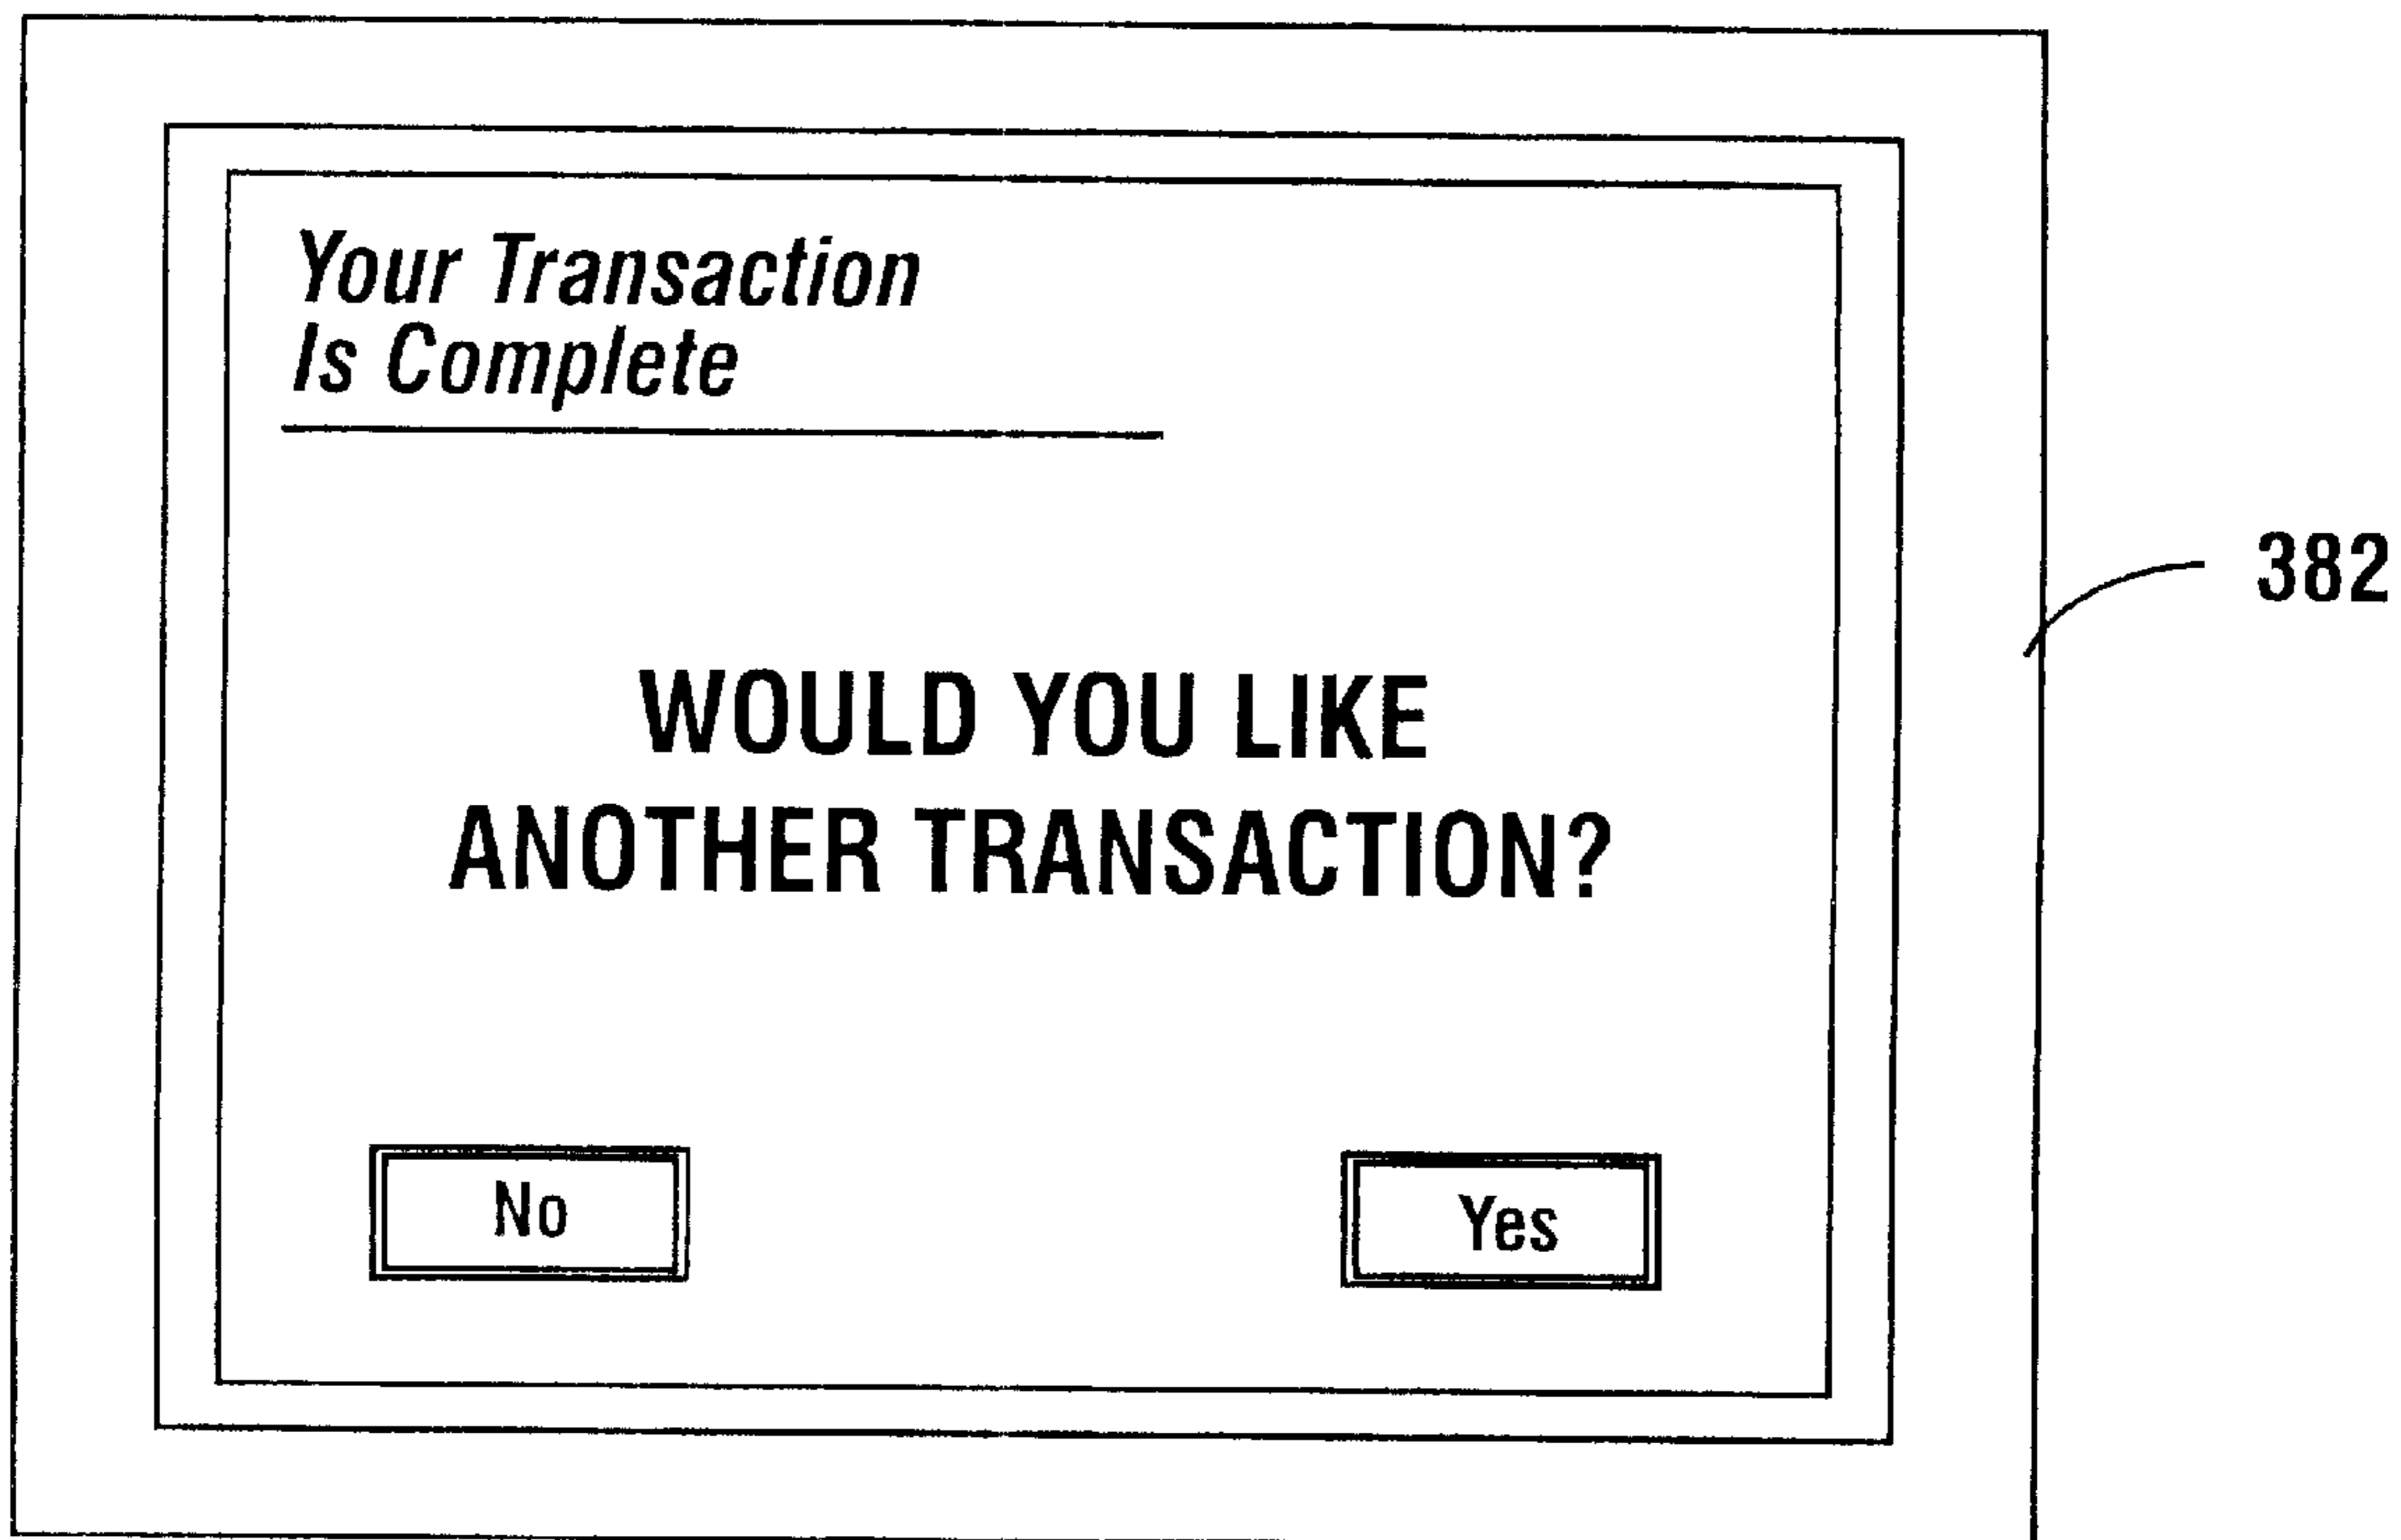 Your Transaction
Is Complete
382
WOULD YOU LIKE
ANOTHER TRANSACTION?
No
Yes